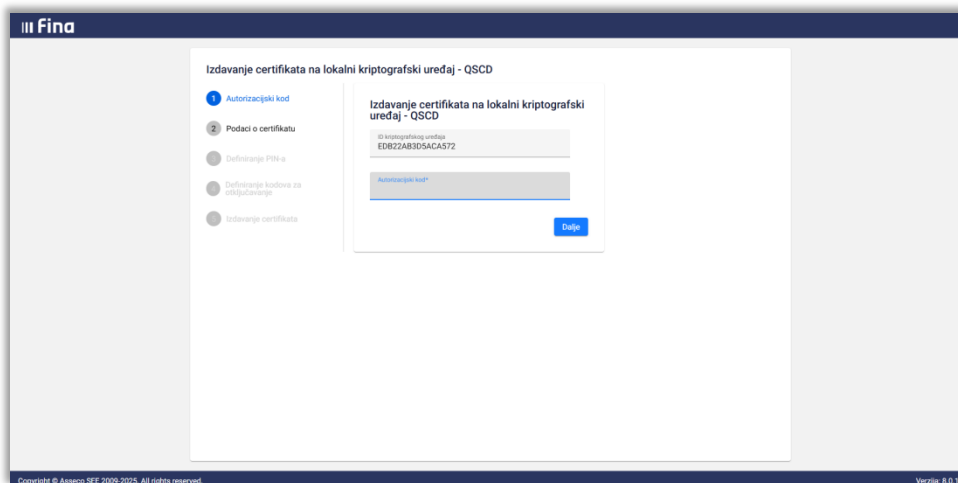 Fina
Izdavanje certifikata na lokalni kriptografski uređaj - QSCD
1 Autorizacijski kod
2 Podaci o certifikatu
3 Definiranje PIN-a
4 Definiranje kodova za
otključavanje
5 Izdavanje certifikata
Izdavanje certifikata na lokalni kriptografski
uređaj - QSCD
ID kriptografskog uređaja
EDB22AB3D5ACA572
Autorizacijski kod*
Dalje
Copyright © Asseco SEE 2009-2025. All rights reserved.
Verzija: 8.0.1